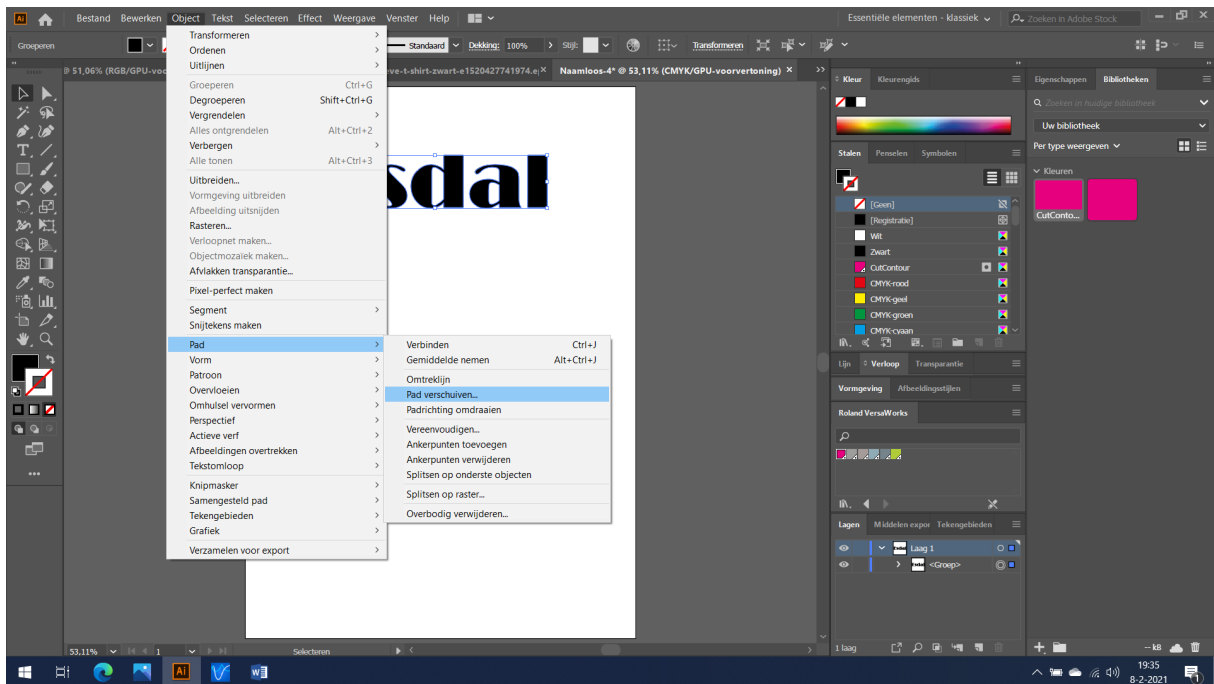 Ai Bestand Bewerken Object Tekst Selecteren Effect Weergave Venster Help Essentiële elementen - klassiek Zoeken in Adobe Stock
Groeperen Standaard Dekking: 100% Stijl: Transformeren
@ 51,06% (RGB/GPU-voo eve-t-shirt-zwart-e1520427741974.e Naamloos-4* @ 53,11% (CMYK/GPU-voorvertoning) ×
Transformeren
Ordenen
Uitlijnen
Groeperen Ctrl+G
Degroeperen Shift+Ctrl+G
Vergrendelen
Alles ontgrendelen Alt+Ctrl+2
Verbergen
Alle tonen Alt+Ctrl+3
Uitbreiden...
Vormgeving uitbreiden
Afbeelding uitsnijden
Rasteren...
Verloopnet maken...
Objectmozaïek maken...
Afvlakken transparantie...
Pixel-perfect maken
Segment
Snijtekens maken
Pad
Vorm
Patroon
Overvloeien
Omhulsel vervormen
Perspectief
Actieve verf
Afbeeldingen overtrekken
Tekstomloop
Knipmasker
Samengesteld pad
Tekengebieden
Grafiek
Verzamelen voor export
Verbinden Ctrl+J
Gemiddelde nemen Alt+Ctrl+J
Omtreklijn
Pad verschuiven...
Padrichting omdraaien
Vereenvoudigen...
Ankerpunten toevoegen
Ankerpunten verwijderen
Splitsen op onderste objecten
Splitsen op raster...
Overbodig verwijderen...
sdal
Kleur Kleurengids
Stalen Penselen Symbolen
[Geen]
[Registratie]
Wit
Zwart
CutContour
CMYK-rood
CMYK-geel
CMYK-groen
CMYK-cyaan
Lijn Verloop Transparantie
Vormgeving Afbeeldingsstijlen
Roland VersaWorks
Lagen Middelen expor Tekengebieden
Laag 1
<Groep>
1 laag
Eigenschappen Bibliotheken
Zoeken in huidige bibliotheek
Uw bibliotheek
Per type weergeven
Kleuren
CutConto...
-- kB
53,11% 1 Selecteren
Ai
19:35
8-2-2021